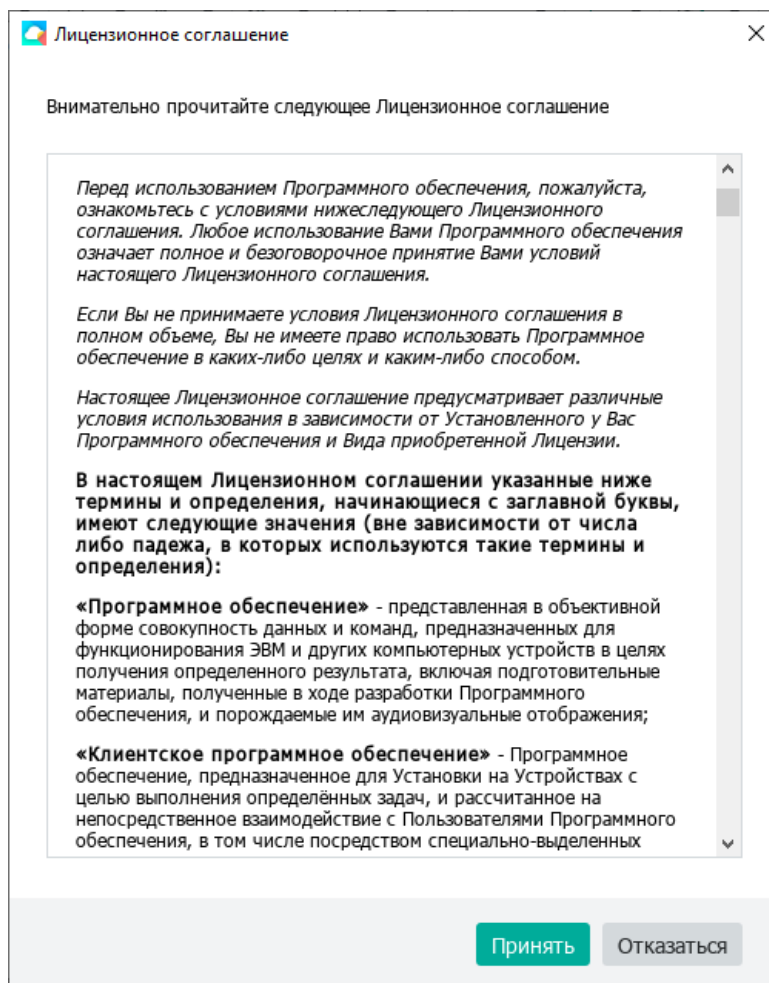 Лицензионное соглашение
Внимательно прочитайте следующее Лицензионное соглашение
Перед использованием Программного обеспечения, пожалуйста,
ознакомьтесь с условиями нижеследующего Лицензионного
соглашения. Любое использование Вами Программного обеспечения
означает полное и безоговорочное принятие Вами условий
настоящего Лицензионного соглашения.
Если Вы не принимаете условия Лицензионного соглашения в
полном объеме, Вы не имеете право использовать Программное
обеспечение в каких-либо целях и каким-либо способом.
Настоящее Лицензионное соглашение предусматривает различные
условия использования в зависимости от Установленного у Вас
Программного обеспечения и Вида приобретенной Лицензии.
В настоящем Лицензионном соглашении указанные ниже
термины и определения, начинающиеся с заглавной буквы,
имеют следующие значения (вне зависимости от числа
либо падежа, в которых используются такие термины и
определения):
«Программное обеспечение» - представленная в объективной
форме совокупность данных и команд, предназначенных для
функционирования ЭВМ и других компьютерных устройств в целях
получения определенного результата, включая подготовительные
материалы, полученные в ходе разработки Программного
обеспечения, и порождаемые им аудиовизуальные отображения;
«Клиентское программное обеспечение» - Программное
обеспечение, предназначенное для Установки на Устройствах с
целью выполнения определённых задач, и рассчитанное на
непосредственное взаимодействие с Пользователями Программного
обеспечения, в том числе посредством специально-выделенных
Принять
Отказаться